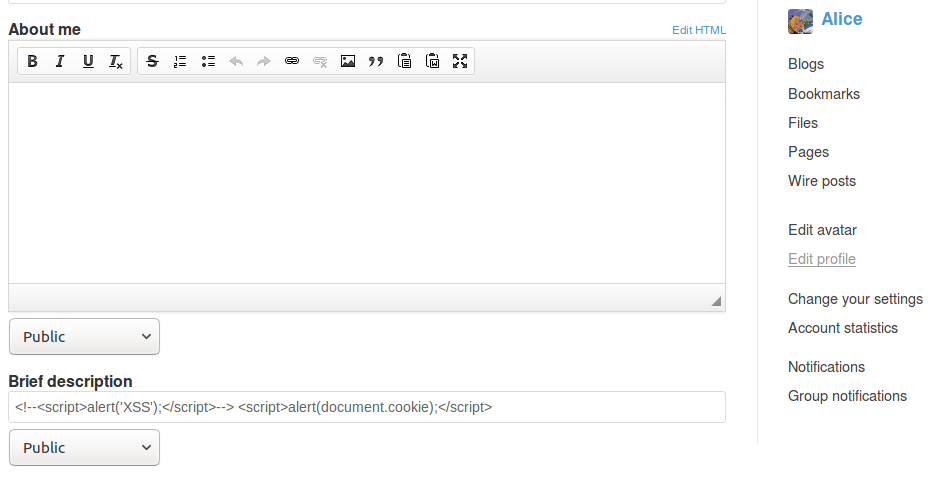 About me
Edit HTML
B I U Tx S
Public
Brief description
<!--<script>alert('XSS');</script>--> <script>alert(document.cookie);</script>
Public
Alice
Blogs
Bookmarks
Files
Pages
Wire posts
Edit avatar
Edit profile
Change your settings
Account statistics
Notifications
Group notifications